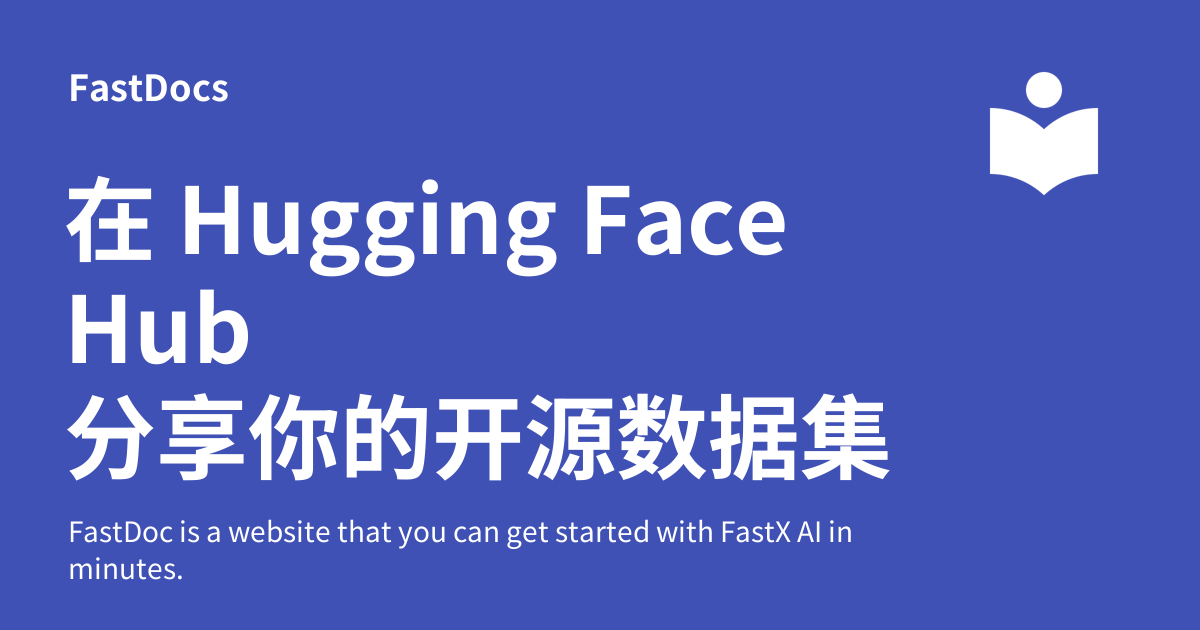 FastDocs
在 Hugging Face
Hub
分享你的开源数据集
FastDoc is a website that you can get started with FastX AI in
minutes.